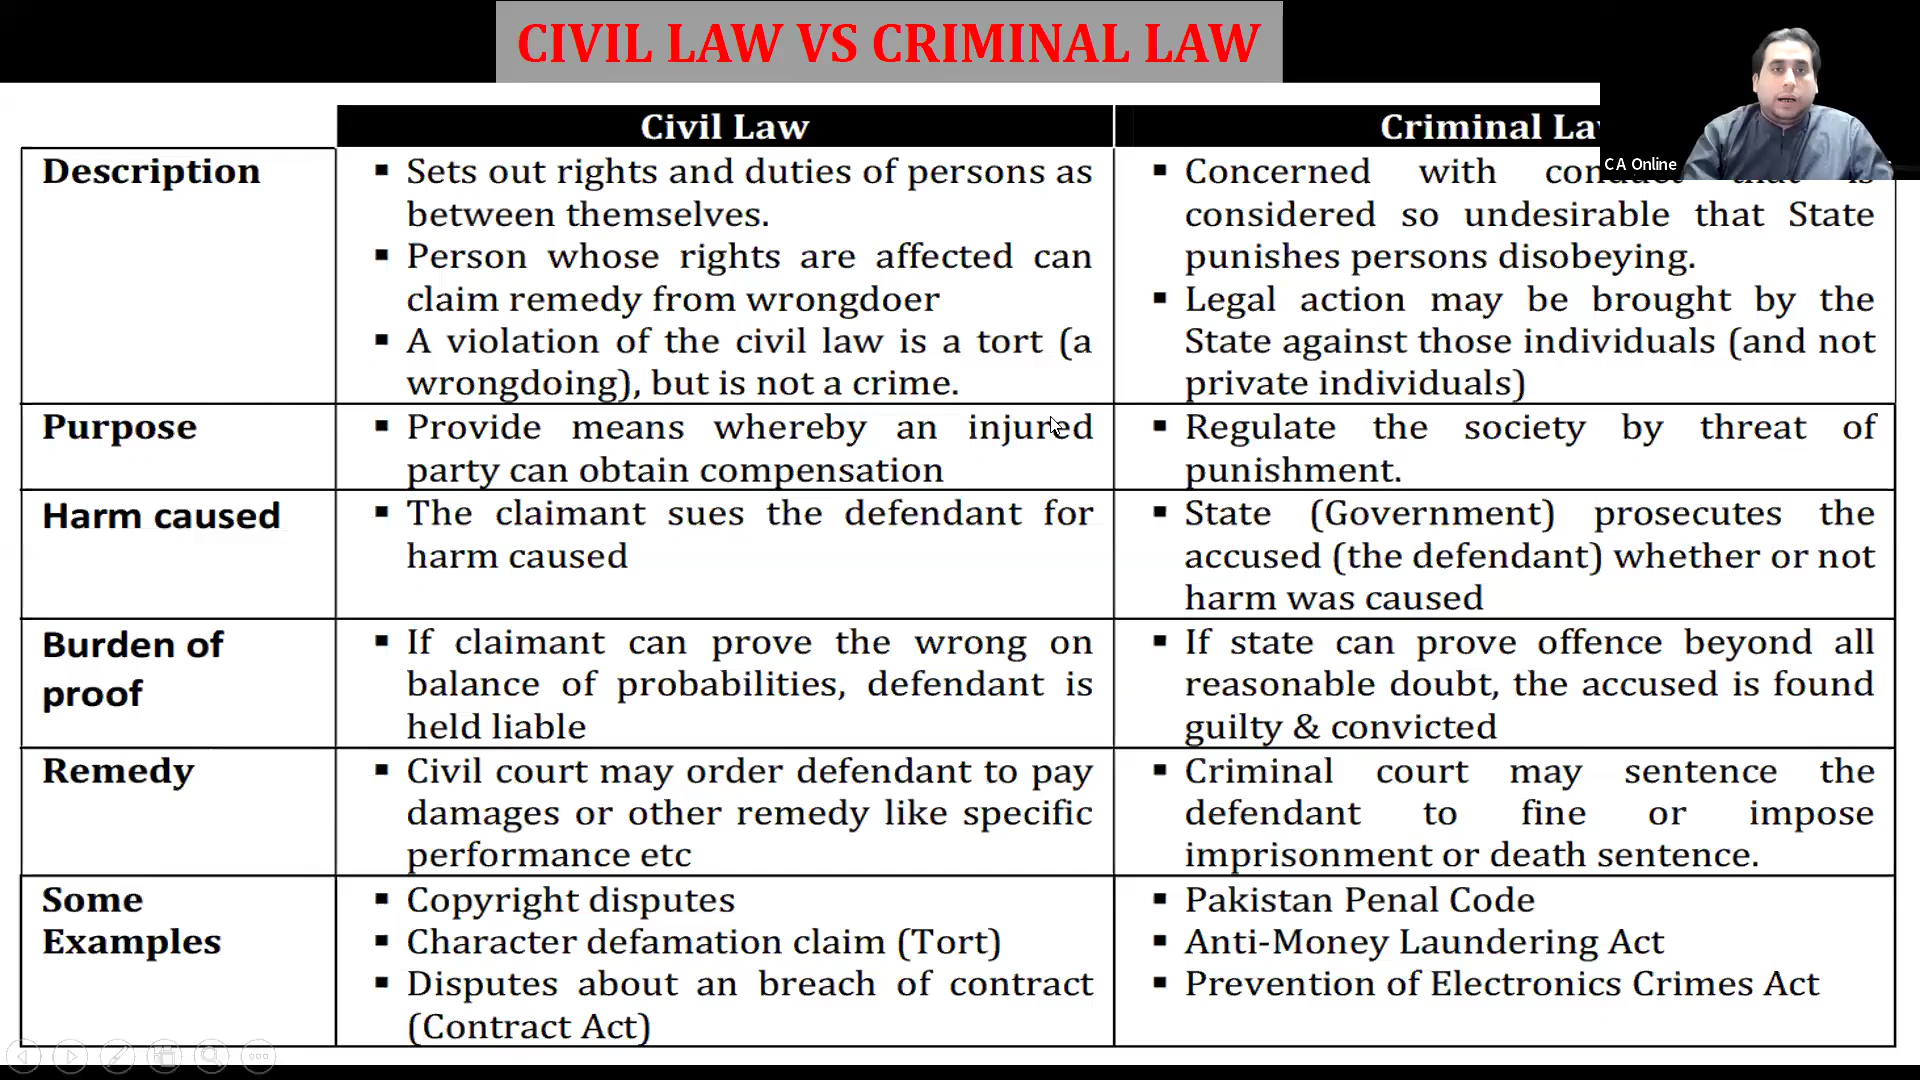 CIVIL LAW VS CRIMINAL LAW
C A Online
Civil Law
Criminal
Description
▪ Sets out rights and duties of persons as
between themselves.
▪ Person whose rights are affected can
claim remedy from wrongdoer
▪ A violation of the civil law is a tort (a
wrongdoing), but is not a crime.
▪ Concerned with conduct that is
considered so undesirable that State
punishes persons disobeying.
▪ Legal action may be brought by the
State against those individuals (and not
private individuals)
Purpose
▪ Provide means whereby an injured
party can obtain compensation
▪ Regulate the society by threat of
punishment.
Harm caused
▪ The claimant sues the defendant for
harm caused
▪ State (Government) prosecutes the
accused (the defendant) whether or not
harm was caused
Burden of
proof
▪ If claimant can prove the wrong on
balance of probabilities, defendant is
held liable
▪ If state can prove offence beyond all
reasonable doubt, the accused is found
guilty & convicted
Remedy
▪ Civil court may order defendant to pay
damages or other remedy like specific
performance etc
▪ Criminal court may sentence the
defendant to fine or impose
imprisonment or death sentence.
Some
Examples
▪ Copyright disputes
▪ Character defamation claim (Tort)
▪ Disputes about an breach of contract
(Contract Act)
▪ Pakistan Penal Code
▪ Anti-Money Laundering Act
▪ Prevention of Electronics Crimes Act